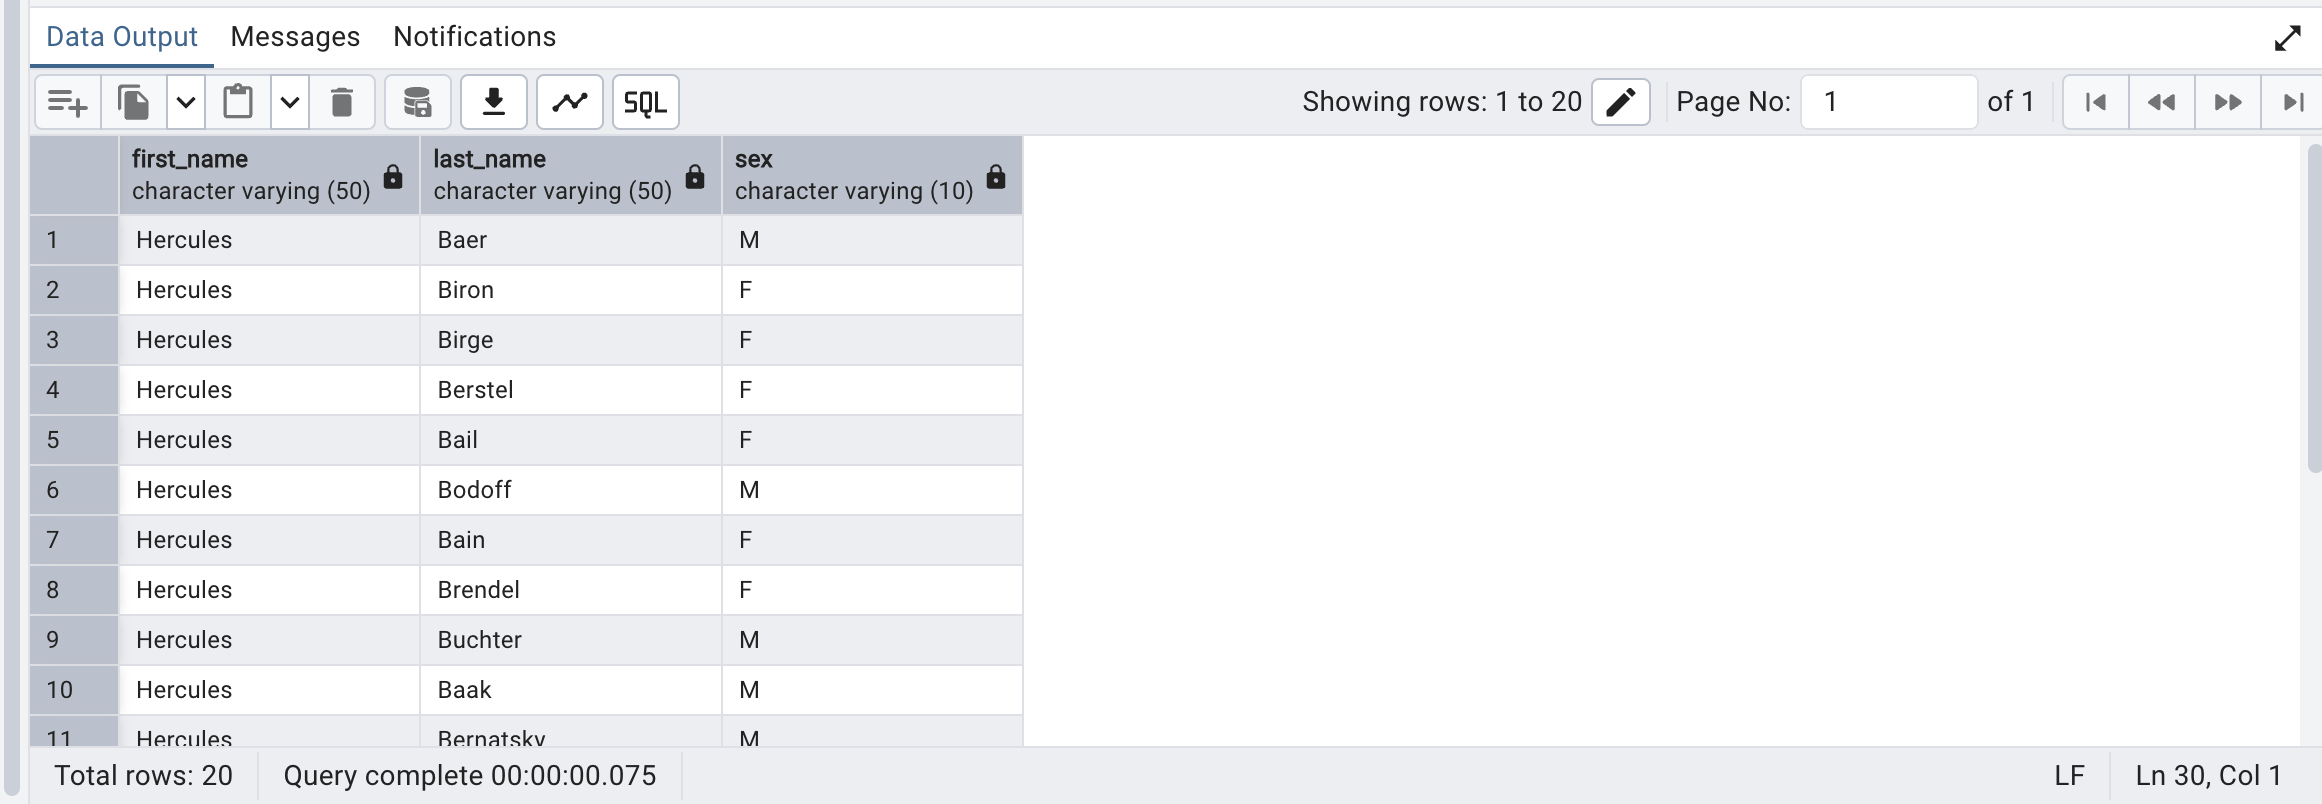 Data Output Messages Notifications
SQL Showing rows: 1 to 20 Page No: 1 of 1
first_name last_name sex
character varying (50) character varying (50) character varying (10)
1 Hercules Baer M
2 Hercules Biron F
3 Hercules Birge F
4 Hercules Berstel F
5 Hercules Bail F
6 Hercules Bodoff M
7 Hercules Bain F
8 Hercules Brendel F
9 Hercules Buchter M
10 Hercules Baak M
11 Hercules Bernatsky M
Total rows: 20 Query complete 00:00:00.075 LF Ln 30, Col 1